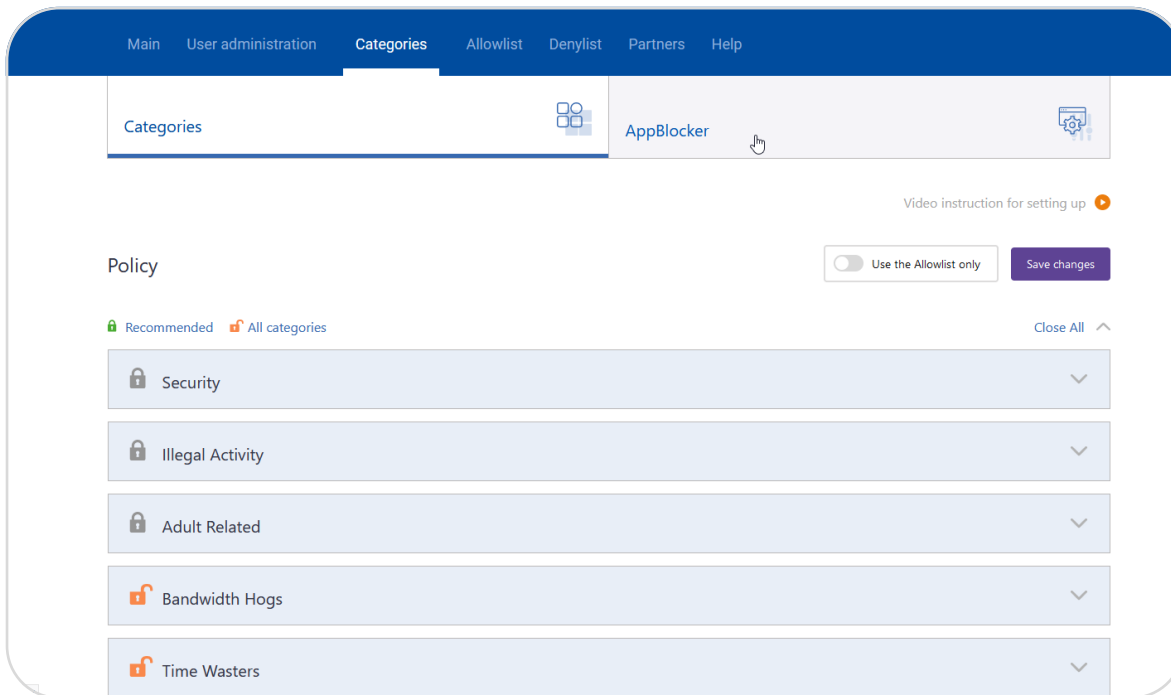 Main User administration Categories Allowlist Denylist Partners Help
Categories
AppBlocker
Video instruction for setting up
Policy
Use the Allowlist only
Save changes
Recommended All categories
Close All
Security
Illegal Activity
Adult Related
Bandwidth Hogs
Time Wasters